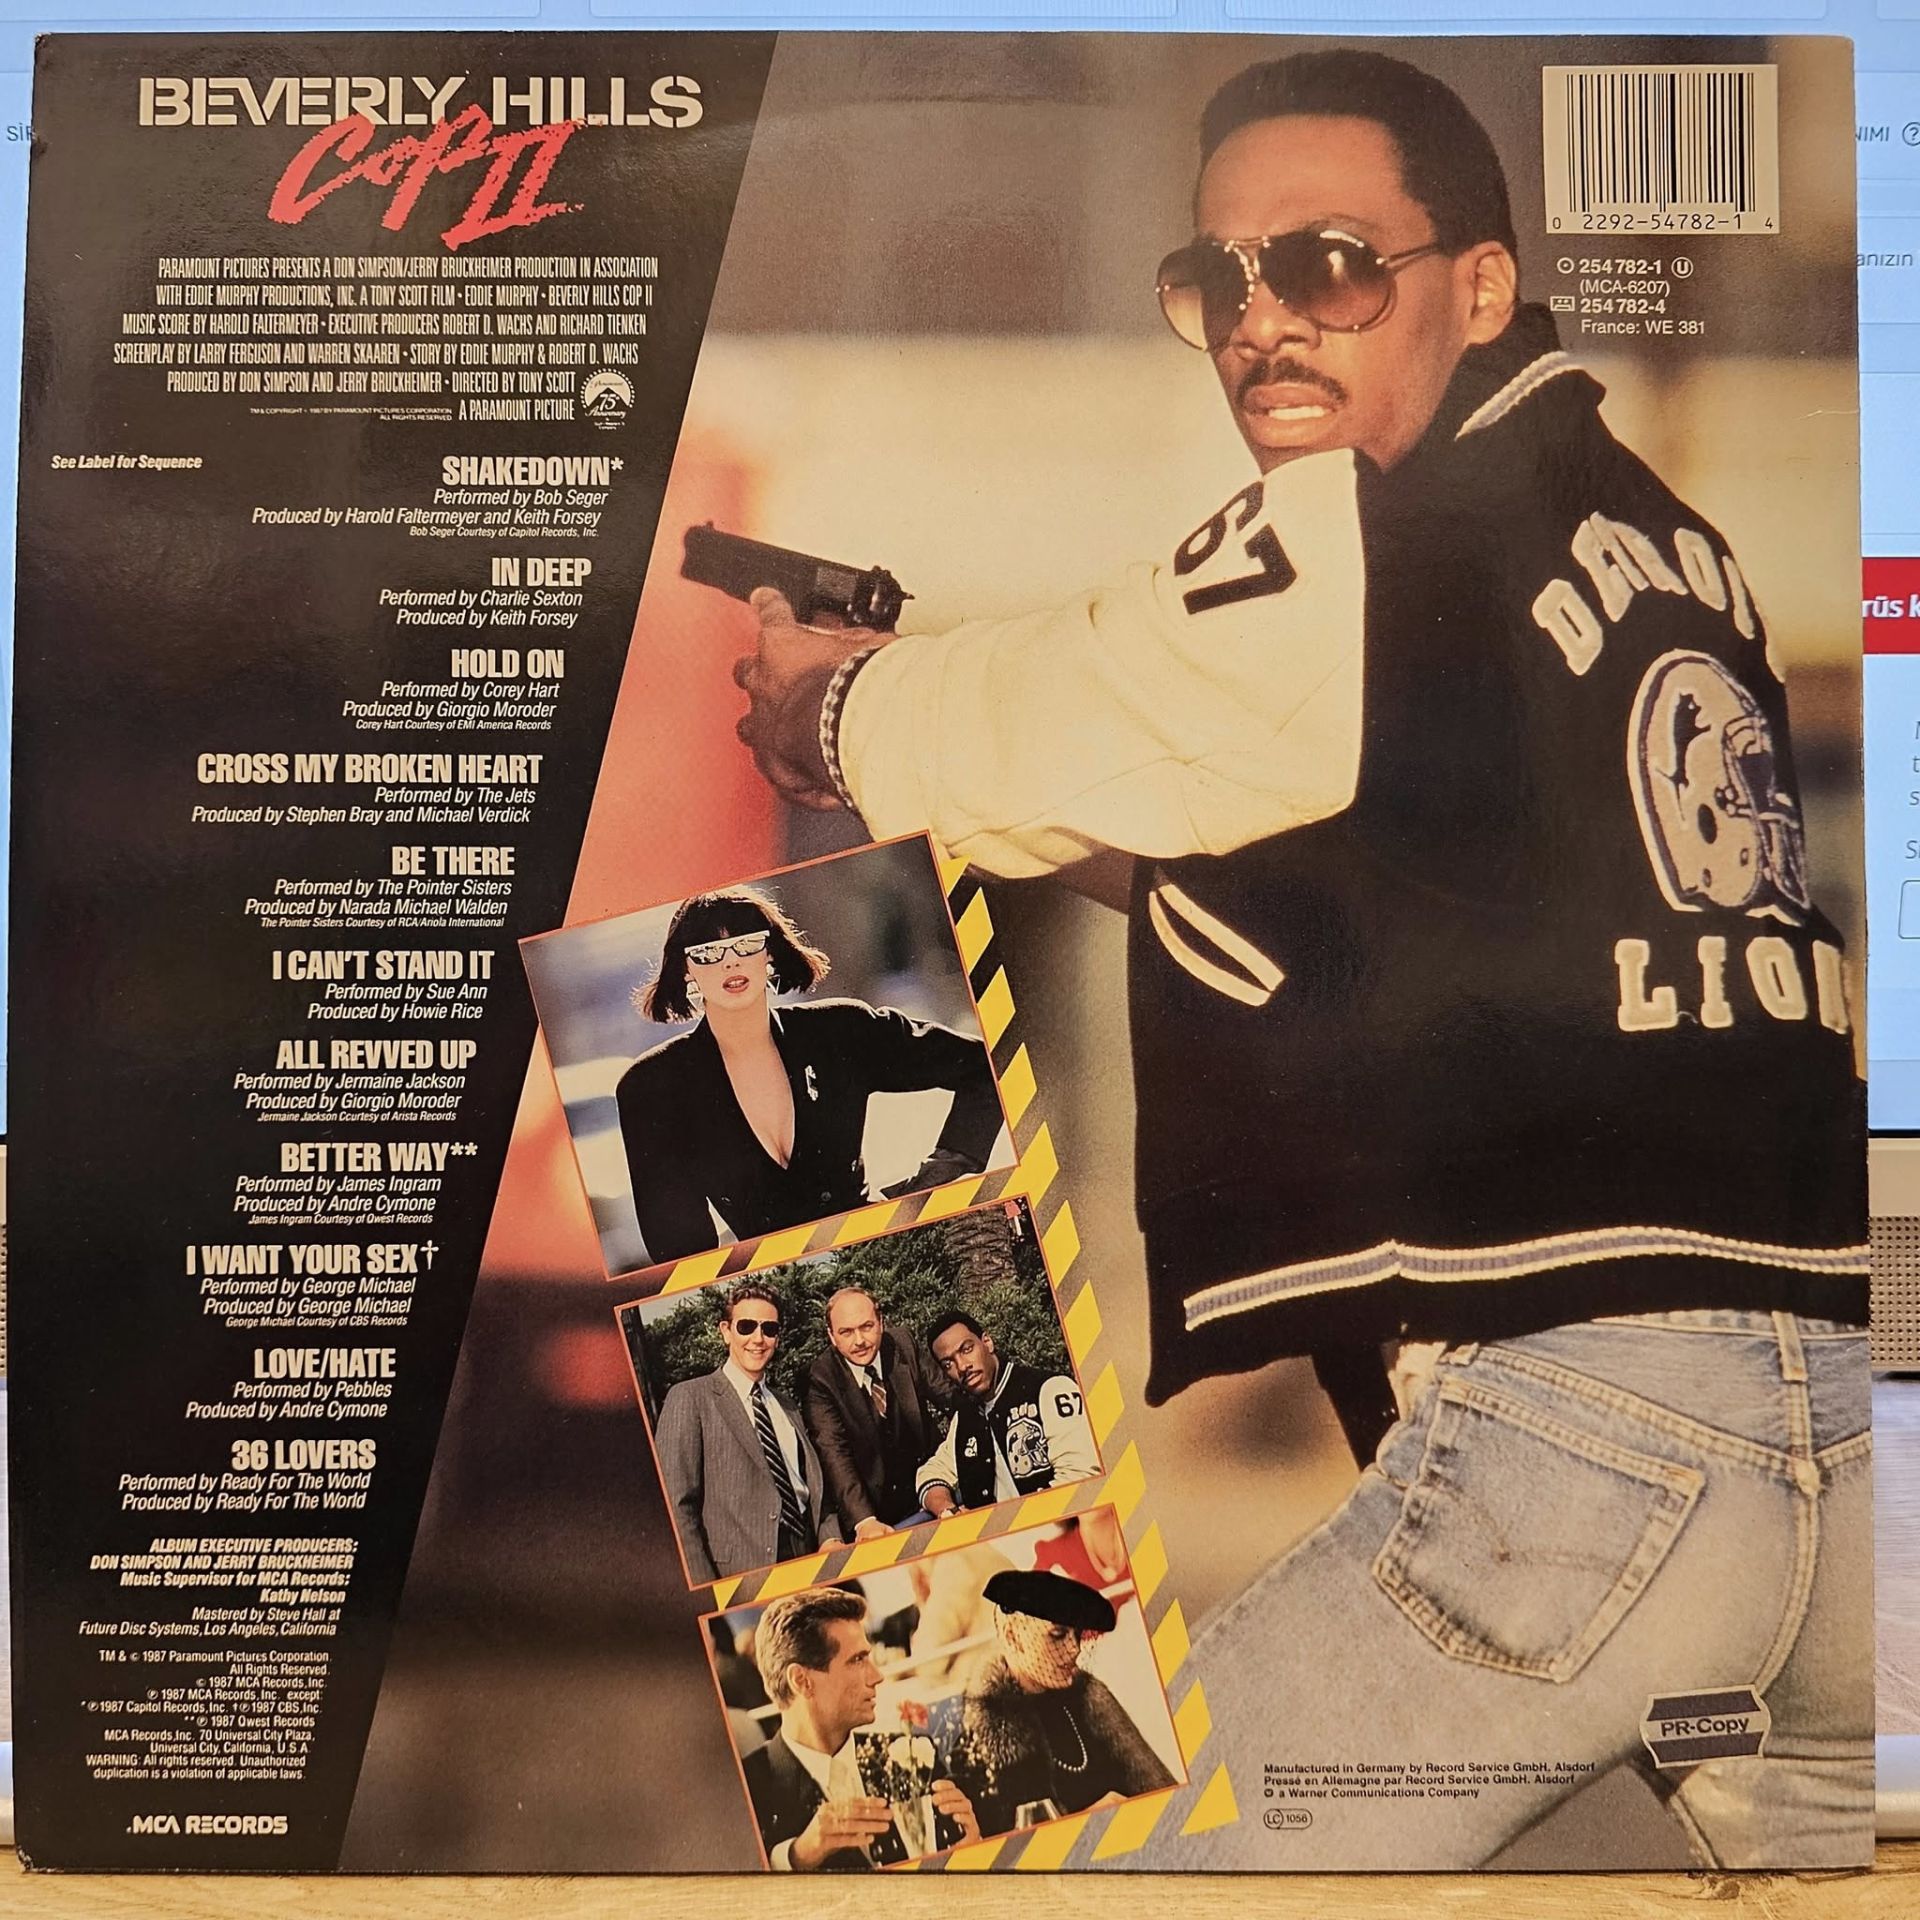 BEVERLY HILLS
COP II
PARAMOUNT PICTURES PRESENTS A DON SIMPSON/JERRY BRUCKHEIMER PRODUCTION IN ASSOCIATION
WITH EDDIE MURPHY PRODUCTIONS, INC. A TONY SCOTT FILM • EDDIE MURPHY • BEVERLY HILLS COP II
MUSIC SCORE BY HAROLD FALTERMEYER • EXECUTIVE PRODUCERS ROBERT D. WACHS AND RICHARD TIENKEN
SCREENPLAY BY LARRY FERGUSON AND WARREN SKAAREN • STORY BY EDDIE MURPHY & ROBERT D. WACHS
PRODUCED BY DON SIMPSON AND JERRY BRUCKHEIMER • DIRECTED BY TONY SCOTT
TM & COPYRIGHT © 1987 BY PARAMOUNT PICTURES CORPORATION
ALL RIGHTS RESERVED
A PARAMOUNT PICTURE
Paramount
75th
Anniversary
See Label for Sequence
SHAKEDOWN*
Performed by Bob Seger
Produced by Harold Faltermeyer and Keith Forsey
Bob Seger Courtesy of Capitol Records, Inc.
IN DEEP
Performed by Charlie Sexton
Produced by Keith Forsey
HOLD ON
Performed by Corey Hart
Produced by Giorgio Moroder
Corey Hart Courtesy of EMI America Records
CROSS MY BROKEN HEART
Performed by The Jets
Produced by Stephen Bray and Michael Verdick
BE THERE
Performed by The Pointer Sisters
Produced by Narada Michael Walden
The Pointer Sisters Courtesy of RCA/Ariola International
I CAN'T STAND IT
Performed by Sue Ann
Produced by Howie Rice
ALL REVVED UP
Performed by Jermaine Jackson
Produced by Giorgio Moroder
Jermaine Jackson Courtesy of Arista Records
BETTER WAY**
Performed by James Ingram
Produced by Andre Cymone
James Ingram Courtesy of Qwest Records
I WANT YOUR SEX†
Performed by George Michael
Produced by George Michael
George Michael Courtesy of CBS Records
LOVE/HATE
Performed by Pebbles
Produced by Andre Cymone
36 LOVERS
Performed by Ready For The World
Produced by Ready For The World
ALBUM EXECUTIVE PRODUCERS:
DON SIMPSON AND JERRY BRUCKHEIMER
Music Supervisor for MCA Records:
Kathy Nelson
Mastered by Steve Hall at
Future Disc Systems, Los Angeles, California
TM & © 1987 Paramount Pictures Corporation.
All Rights Reserved.
© 1987 MCA Records, Inc.
℗ 1987 MCA Records, Inc. except:
*℗1987 Capitol Records, Inc. †℗1987 CBS, Inc.
**℗ 1987 Qwest Records
MCA Records, Inc. 70 Universal City Plaza,
Universal City, California, U.S.A.
WARNING: All rights reserved. Unauthorized
duplication is a violation of applicable laws.
MCA RECORDS
0 2292-54782-1 4
254 782-1 Ⓤ
(MCA-6207)
254 782-4
France: WE 381
67
DETROIT
LION
67
PR-Copy
Manufactured in Germany by Record Service GmbH, Alsdorf
Pressé en Allemagne par Record Service GmbH, Alsdorf
a Warner Communications Company
LC 1056